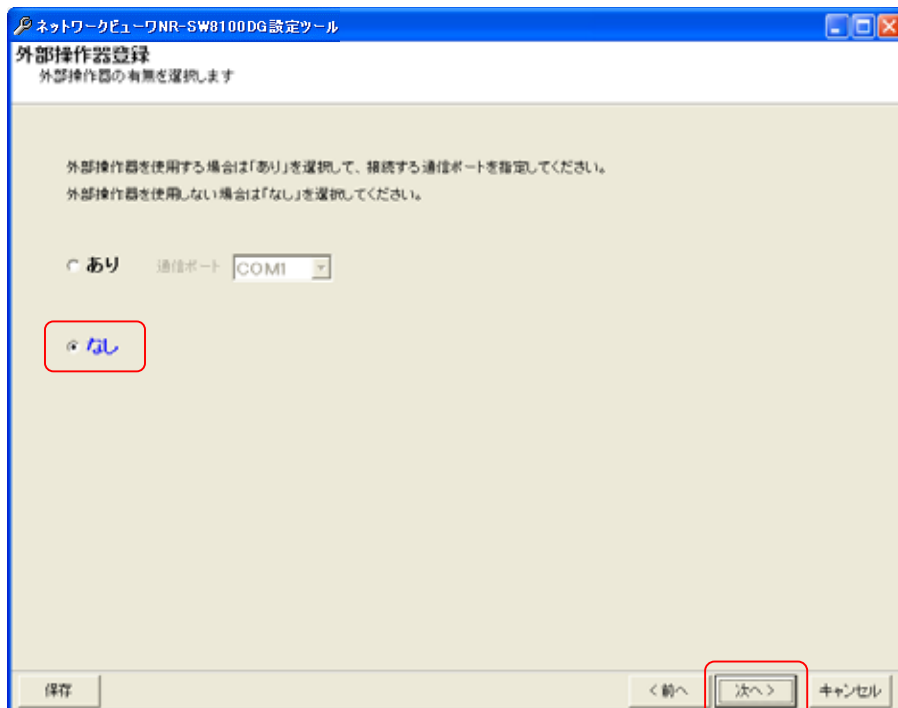 ネットワークビューワNR-SW8100DG設定ツール
外部操作器登録
外部操作器の有無を選択します
外部操作器を使用する場合は「あり」を選択して、接続する通信ポートを指定してください。
外部操作器を使用しない場合は「なし」を選択してください。
あり 通信ポート COM1
なし
保存 < 前へ 次へ > キャンセル